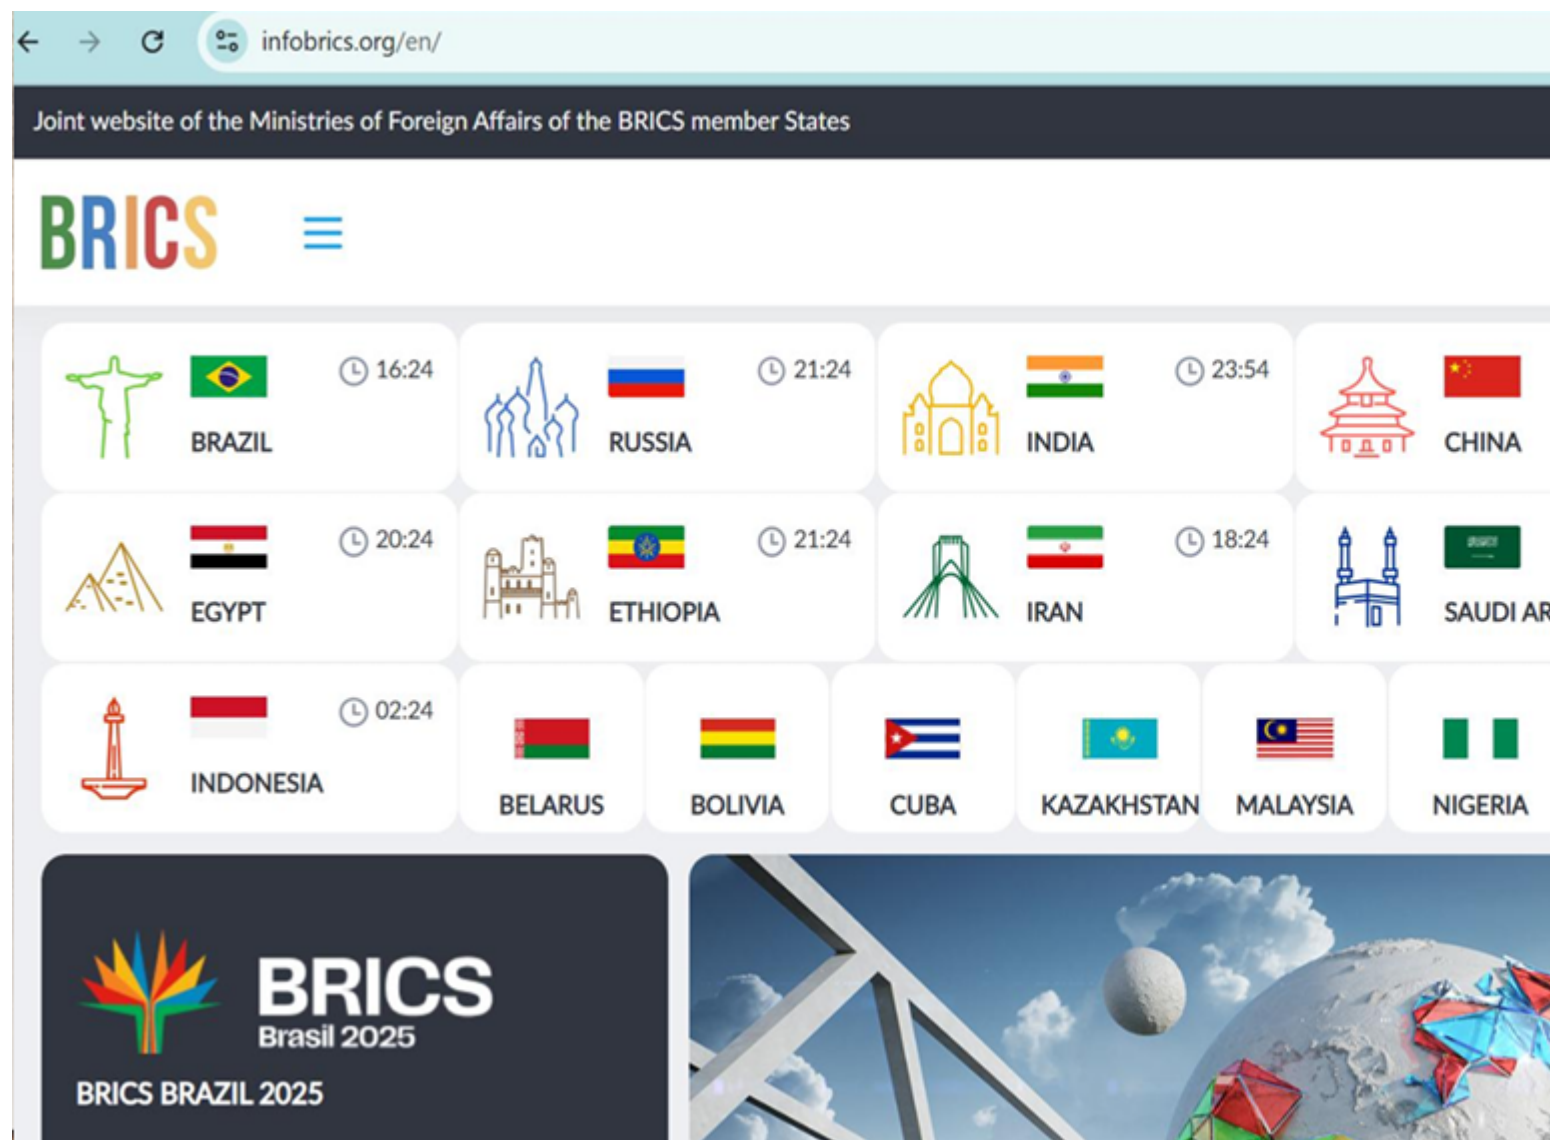 infobrics.org/en/
Joint website of the Ministries of Foreign Affairs of the BRICS member States
BRICS
16:24
BRAZIL
21:24
RUSSIA
23:54
INDIA
CHINA
20:24
EGYPT
21:24
ETHIOPIA
18:24
IRAN
SAUDI AR
02:24
INDONESIA
BELARUS
BOLIVIA
CUBA
KAZAKHSTAN
MALAYSIA
NIGERIA
BRICS
Brasil 2025
BRICS BRAZIL 2025